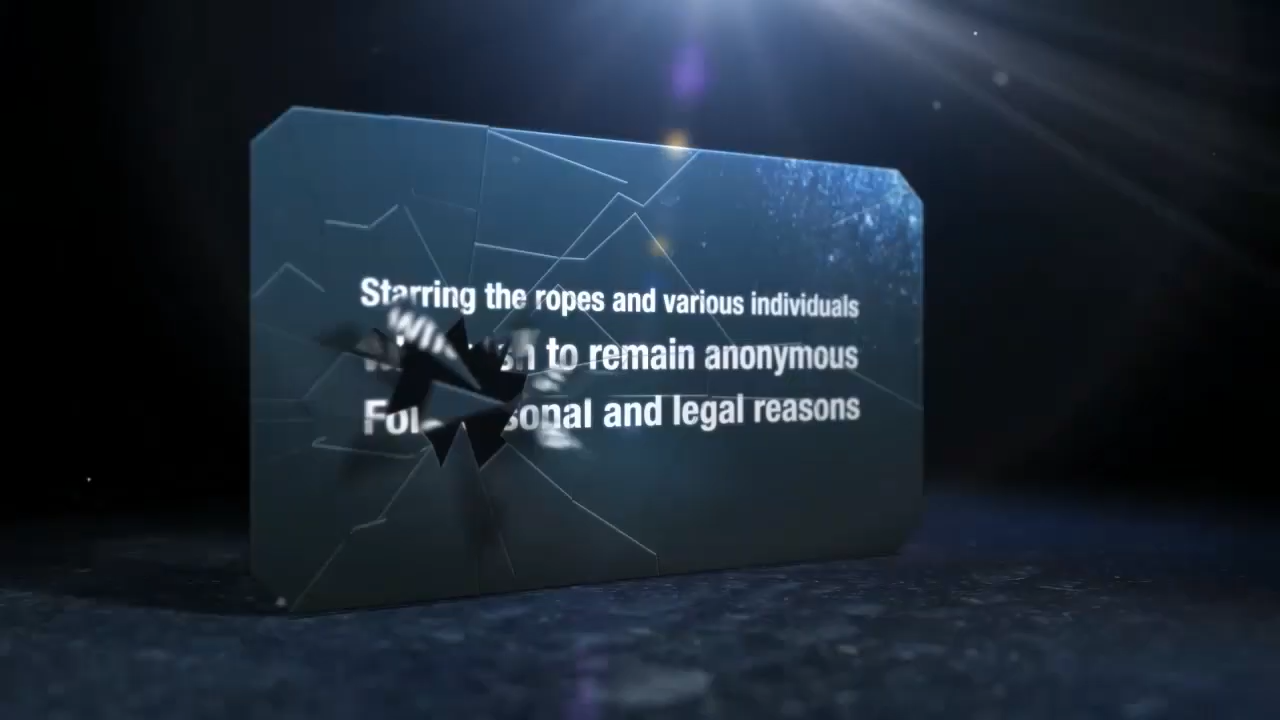 Starring the ropes and various individuals
to remain anonymous
and legal reasons